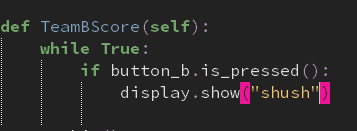 def TeamBScore(self):
    while True:
        if button_b.is_pressed():
            display.show("shush")